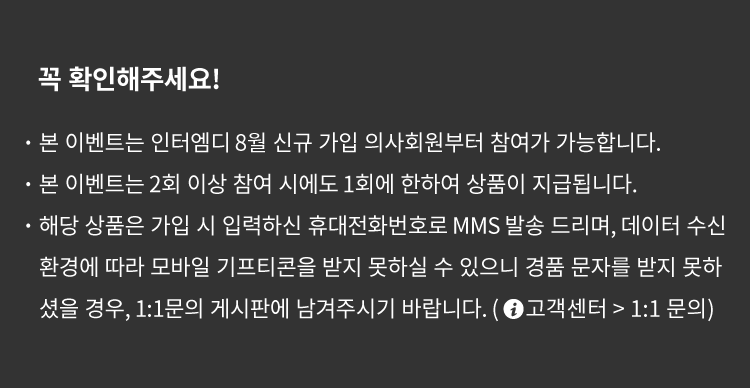 꼭 확인해주세요!
· 본 이벤트는 인터엠디 8월 신규 가입 의사회원부터 참여가 가능합니다.
· 본 이벤트는 2회 이상 참여 시에도 1회에 한하여 상품이 지급됩니다.
· 해당 상품은 가입 시 입력하신 휴대전화번호로 MMS 발송 드리며, 데이터 수신
환경에 따라 모바일 기프티콘을 받지 못하실 수 있으니 경품 문자를 받지 못하
셨을 경우, 1:1문의 게시판에 남겨주시기 바랍니다. ( i고객센터 > 1:1 문의)